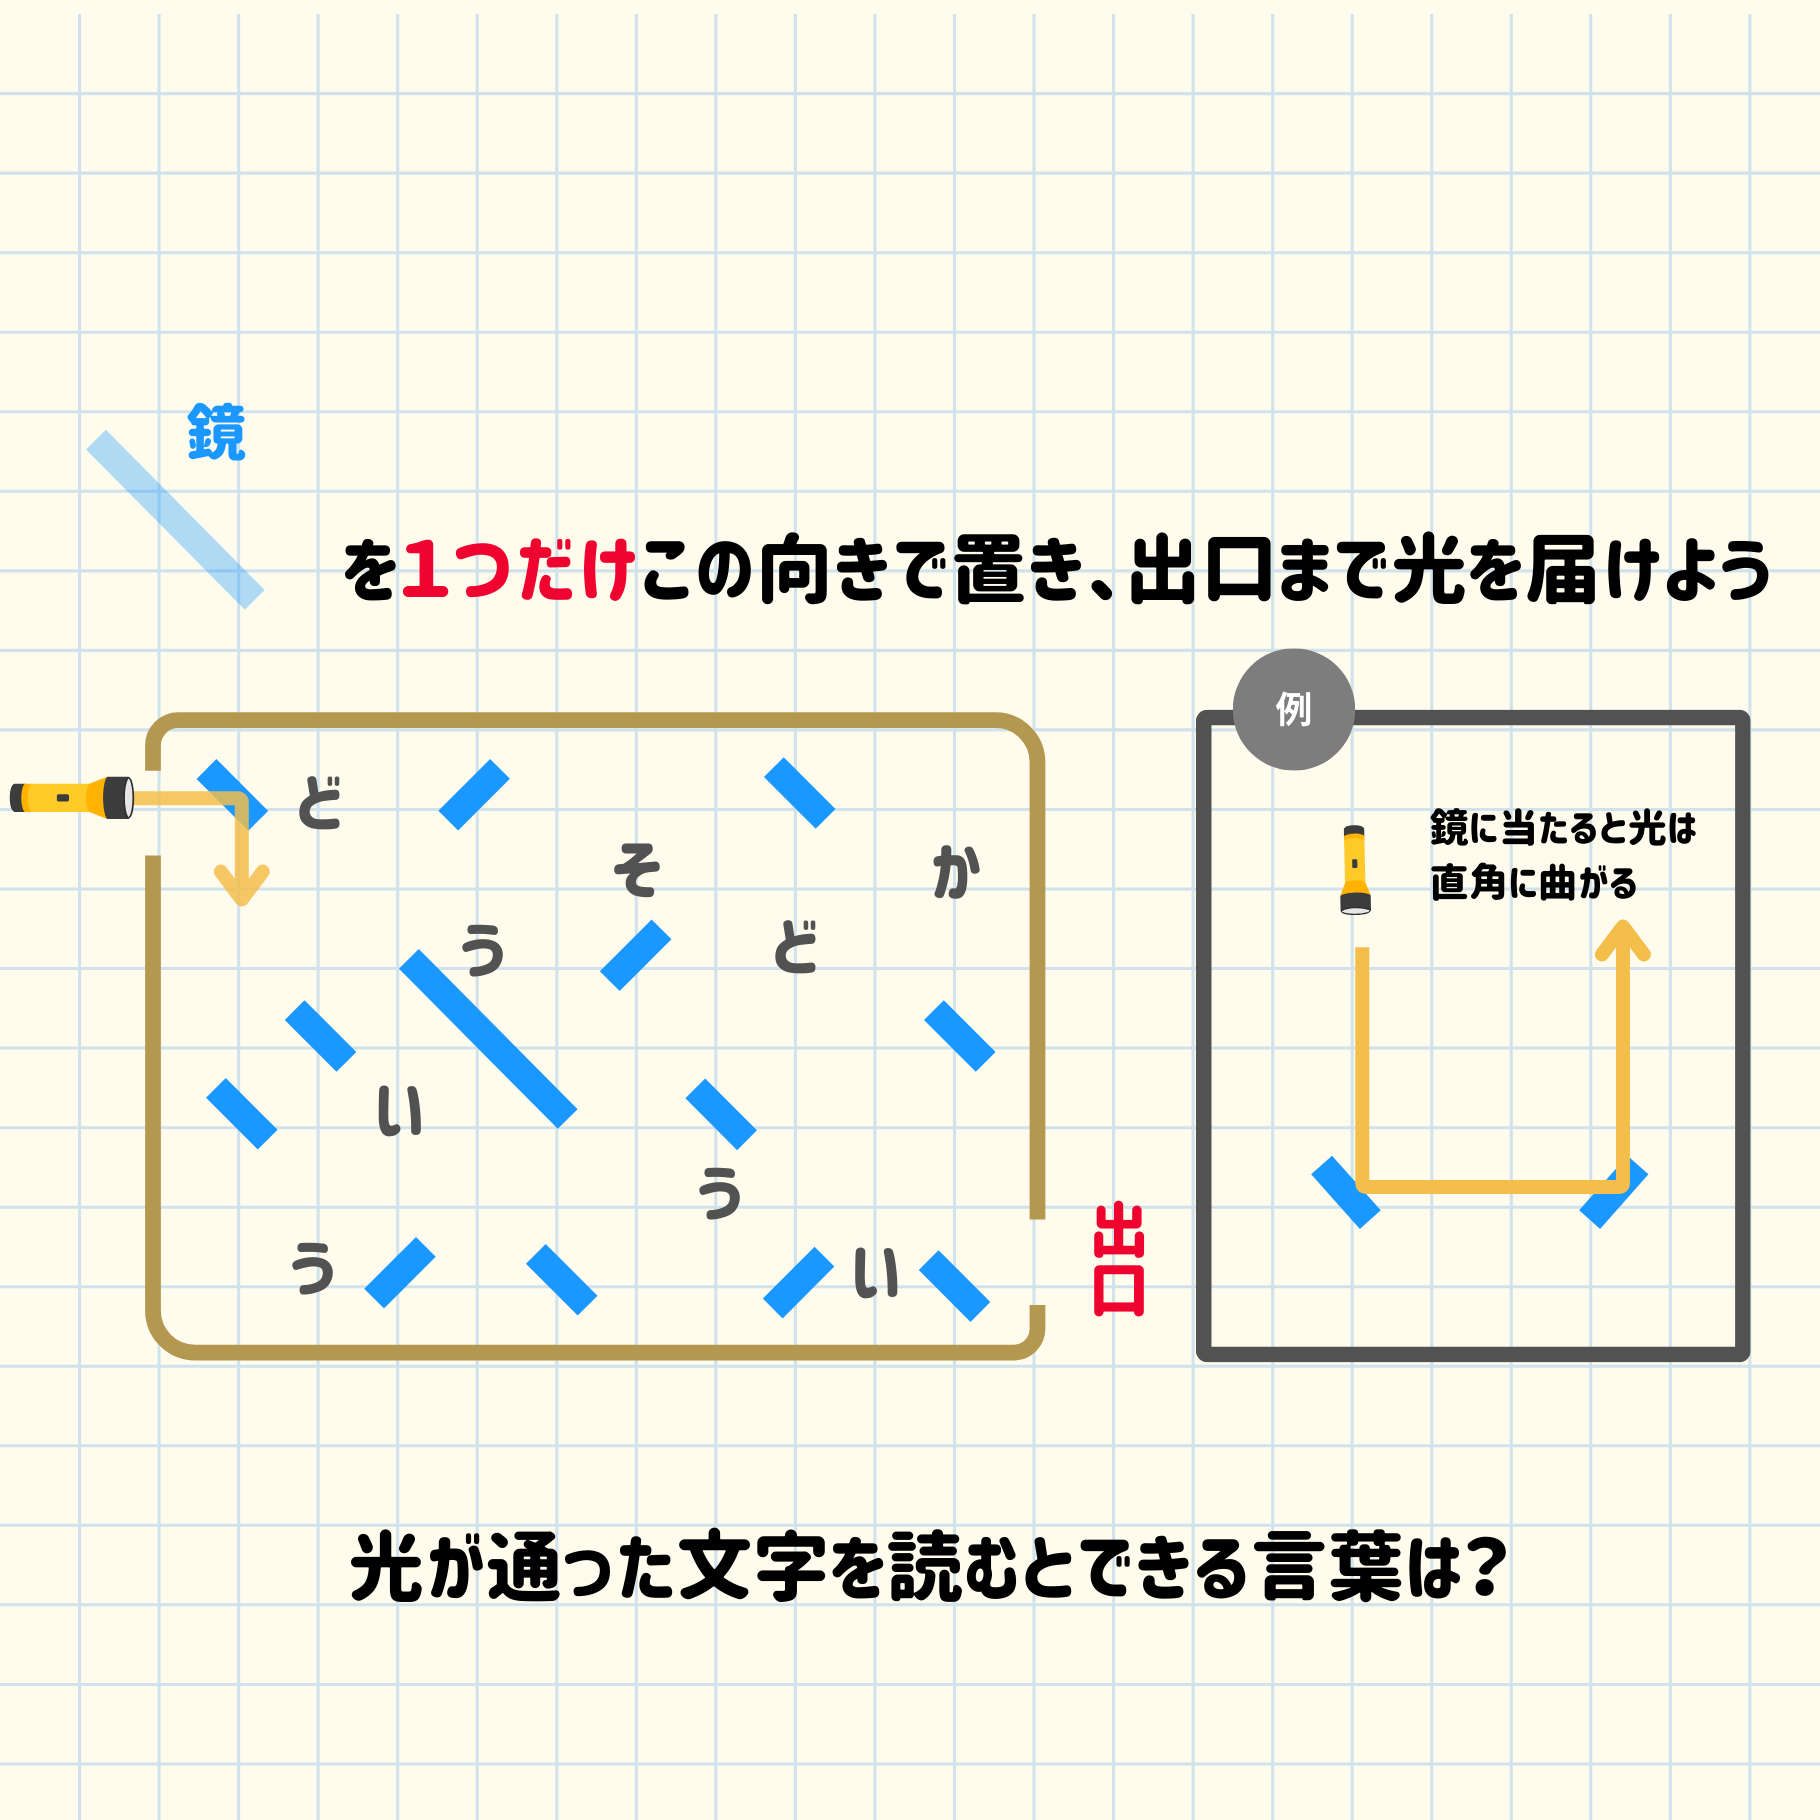 鏡
を1つだけこの向きで置き、出口まで光を届けよう
例
鏡に当たると光は
直角に曲がる
ど
そ
か
う
ど
い
う
う
い
出口
光が通った文字を読むとできる言葉は?